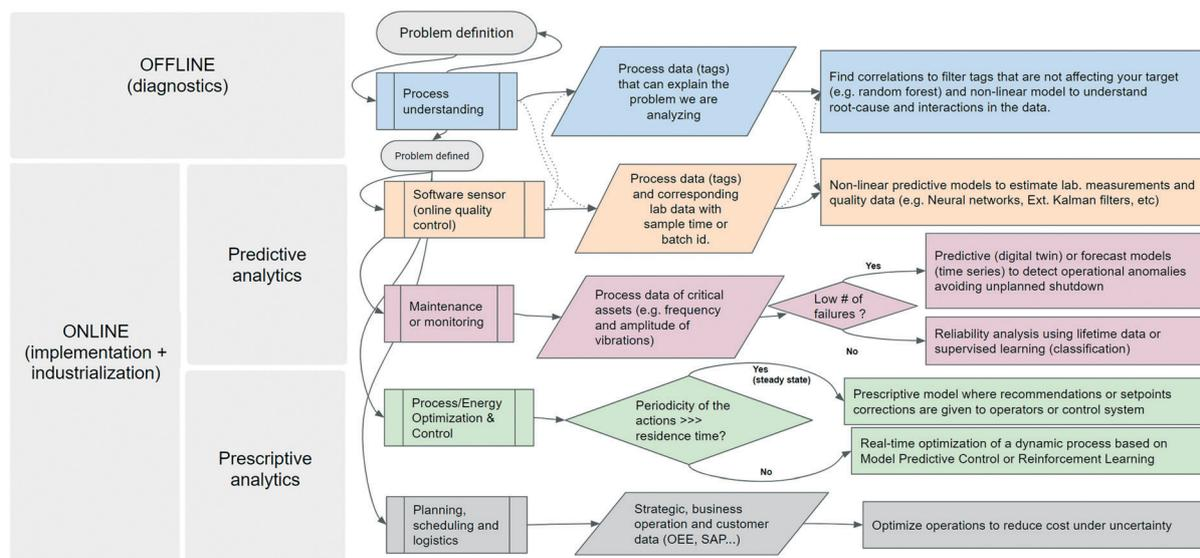 OFFLINE
(diagnostics)
ONLINE
(implementation +
industrialization)
Predictive
analytics
Prescriptive
analytics
Problem definition
Process
understanding
Process data (tags)
that can explain the
problem we are
analyzing
Find correlations to filter tags that are not affecting your target
(e.g. random forest) and non-linear model to understand
root-cause and interactions in the data.
Problem defined
Software sensor
(online quality
control)
Process data (tags)
and corresponding
lab data with
sample time or
batch id.
Non-linear predictive models to estimate lab. measurements and
quality data (e.g. Neural networks, Ext. Kalman filters, etc)
Maintenance
or monitoring
Process data of critical
assets (e.g. frequency
and amplitude of
vibrations)
Low # of
failures ?
Yes
Predictive (digital twin) or forecast models
(time series) to detect operational anomalies
avoiding unplanned shutdown
No
Reliability analysis using lifetime data or
supervised learning (classification)
Process/Energy
Optimization &
Control
Periodicity of the
actions >>>
residence time?
Yes
(steady state)
Prescriptive model where recommendations or setpoints
corrections are given to operators or control system
No
Real-time optimization of a dynamic process based on
Model Predictive Control or Reinforcement Learning
Planning,
scheduling and
logistics
Strategic, business
operation and customer
data (OEE, SAP...)
Optimize operations to reduce cost under uncertainty